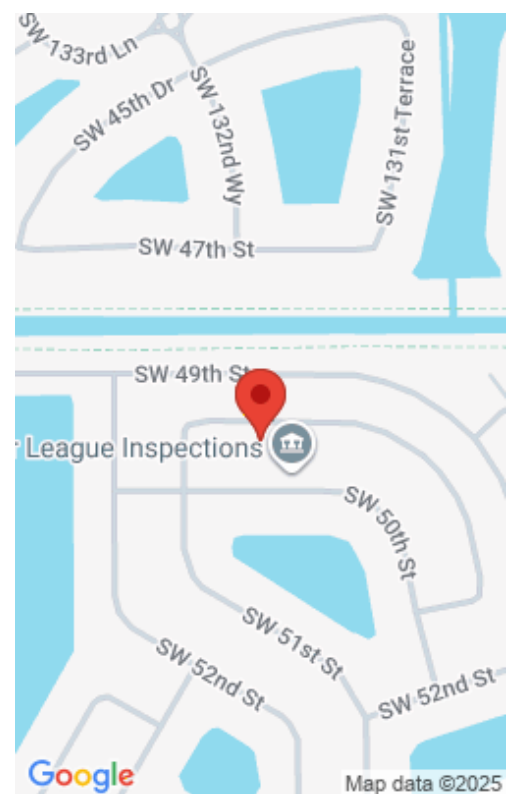 SW 133rd Ln
SW 45th Dr
SW 132nd Wy
SW 131st Terrace
SW 47th St
SW 49th St
r League Inspections
SW 50th St
SW 51st St
SW 52nd St
SW 52nd St
Google
Map data ©2025